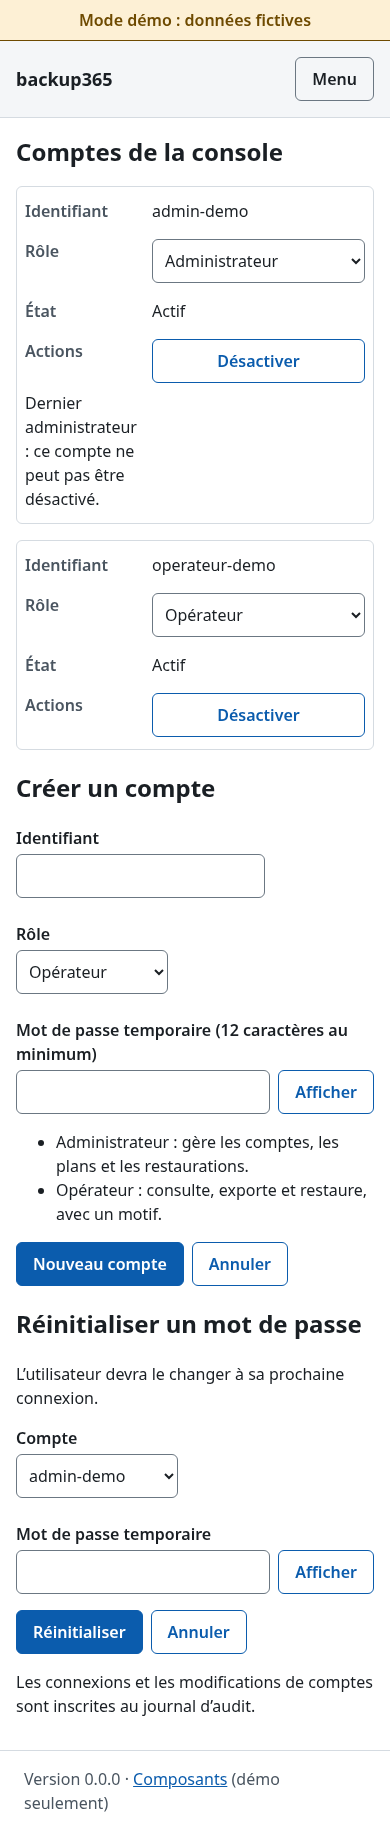 Mode démo : données fictives
backup365
Menu
Comptes de la console
Identifiant admin-demo
Rôle Administrateur
État Actif
Actions Désactiver
Dernier
administrateur
: ce compte ne
peut pas être
désactivé.
Identifiant operateur-demo
Rôle Opérateur
État Actif
Actions Désactiver
Créer un compte
Identifiant
Rôle
Opérateur
Mot de passe temporaire (12 caractères au
minimum)
Afficher
Administrateur : gère les comptes, les
plans et les restaurations.
Opérateur : consulte, exporte et restaure,
avec un motif.
Nouveau compte Annuler
Réinitialiser un mot de passe
L’utilisateur devra le changer à sa prochaine
connexion.
Compte
admin-demo
Mot de passe temporaire
Afficher
Réinitialiser Annuler
Les connexions et les modifications de comptes
sont inscrites au journal d’audit.
Version 0.0.0 · Composants (démo
seulement)